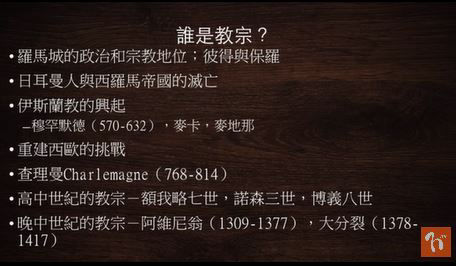 誰是教宗？
•羅馬城的政治和宗教地位；彼得與保羅
•日耳曼人與西羅馬帝國的滅亡
•伊斯蘭教的興起
–穆罕默德（570-632），麥卡，麥地那
•重建西歐的挑戰
•查理曼Charlemagne（768-814）
•高中世紀的教宗－額我略七世，諾森三世，博義八世
•晚中世紀的教宗－阿維尼翁（1309-1377），大分裂（1378-
1417）